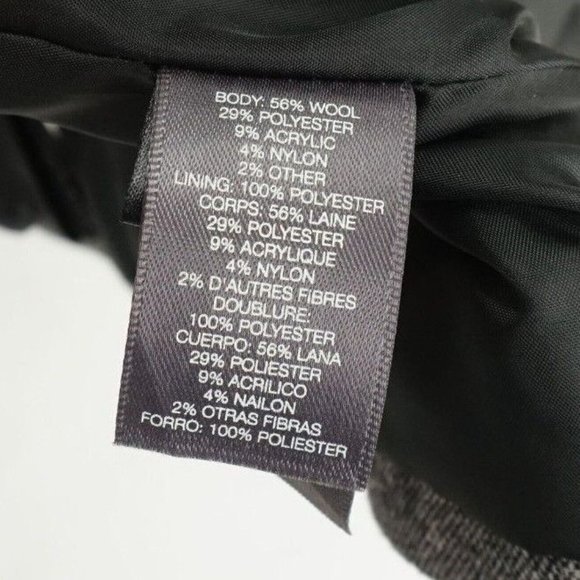 BODY: 56% WOOL
29% POLYESTER
9% ACRYLIC
4% NYLON
2% OTHER
LINING: 100% POLYESTER
CORPS: 56% LAINE
29% POLYESTER
9% ACRYLIQUE
4% NYLON
2% D'AUTRES FIBRES
DOUBLURE:
100% POLYESTER
CUERPO: 56% LANA
29% POLIESTER
9% ACRILICO
4% NAILON
2% OTRAS FIBRAS
FORRO: 100% POLIESTER